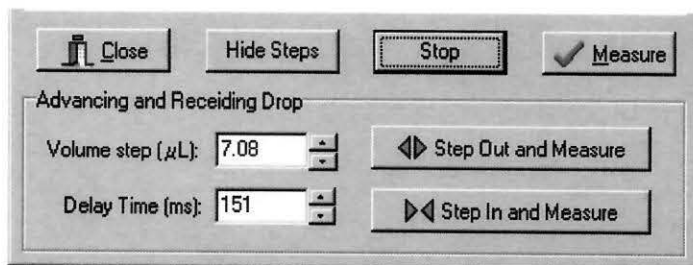 Close Hide Steps Stop Measure
Advancing and Receiding Drop
Volume step (μL): 7.08 Step Out and Measure
Delay Time (ms): 151 Step In and Measure